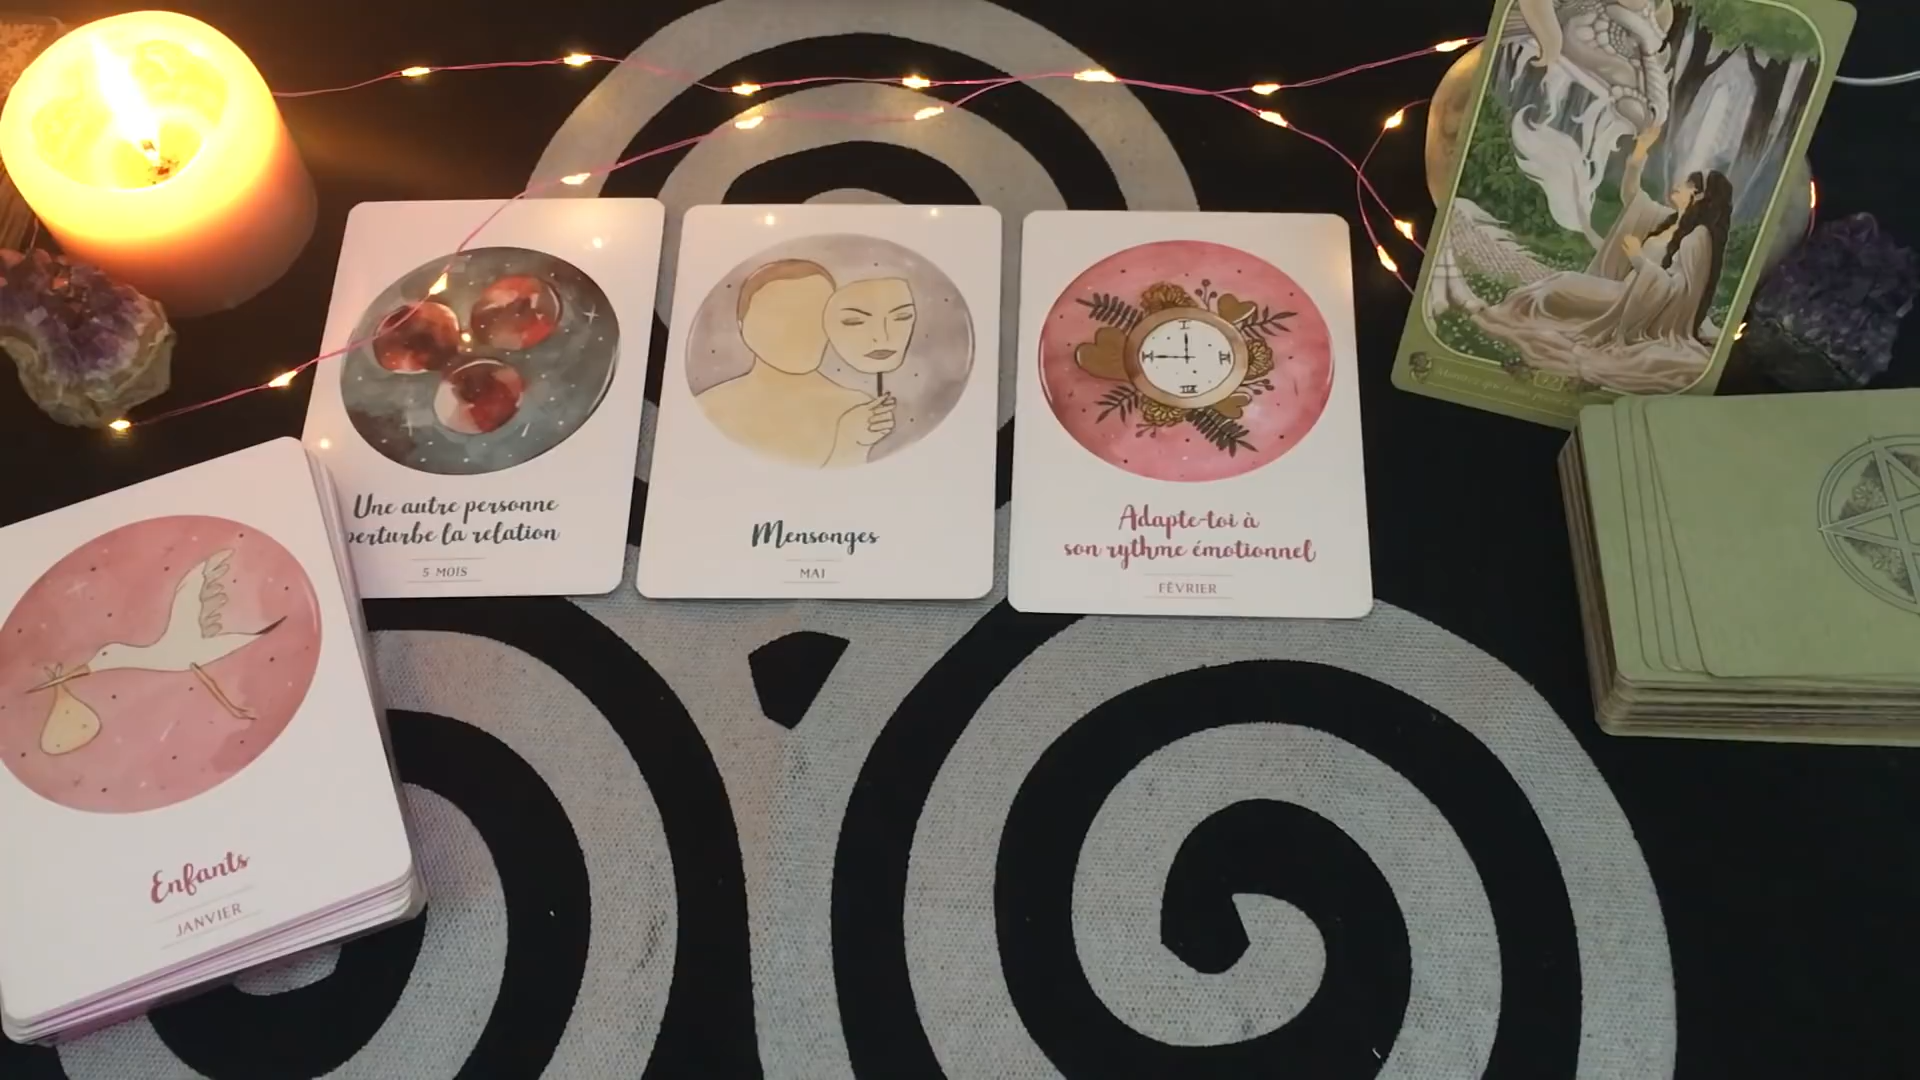 Une autre personne
perturbe la relation
5 MOIS
Mensonges
MAI
Adapte-toi à
son rythme émotionnel
FÉVRIER
Enfants
JANVIER